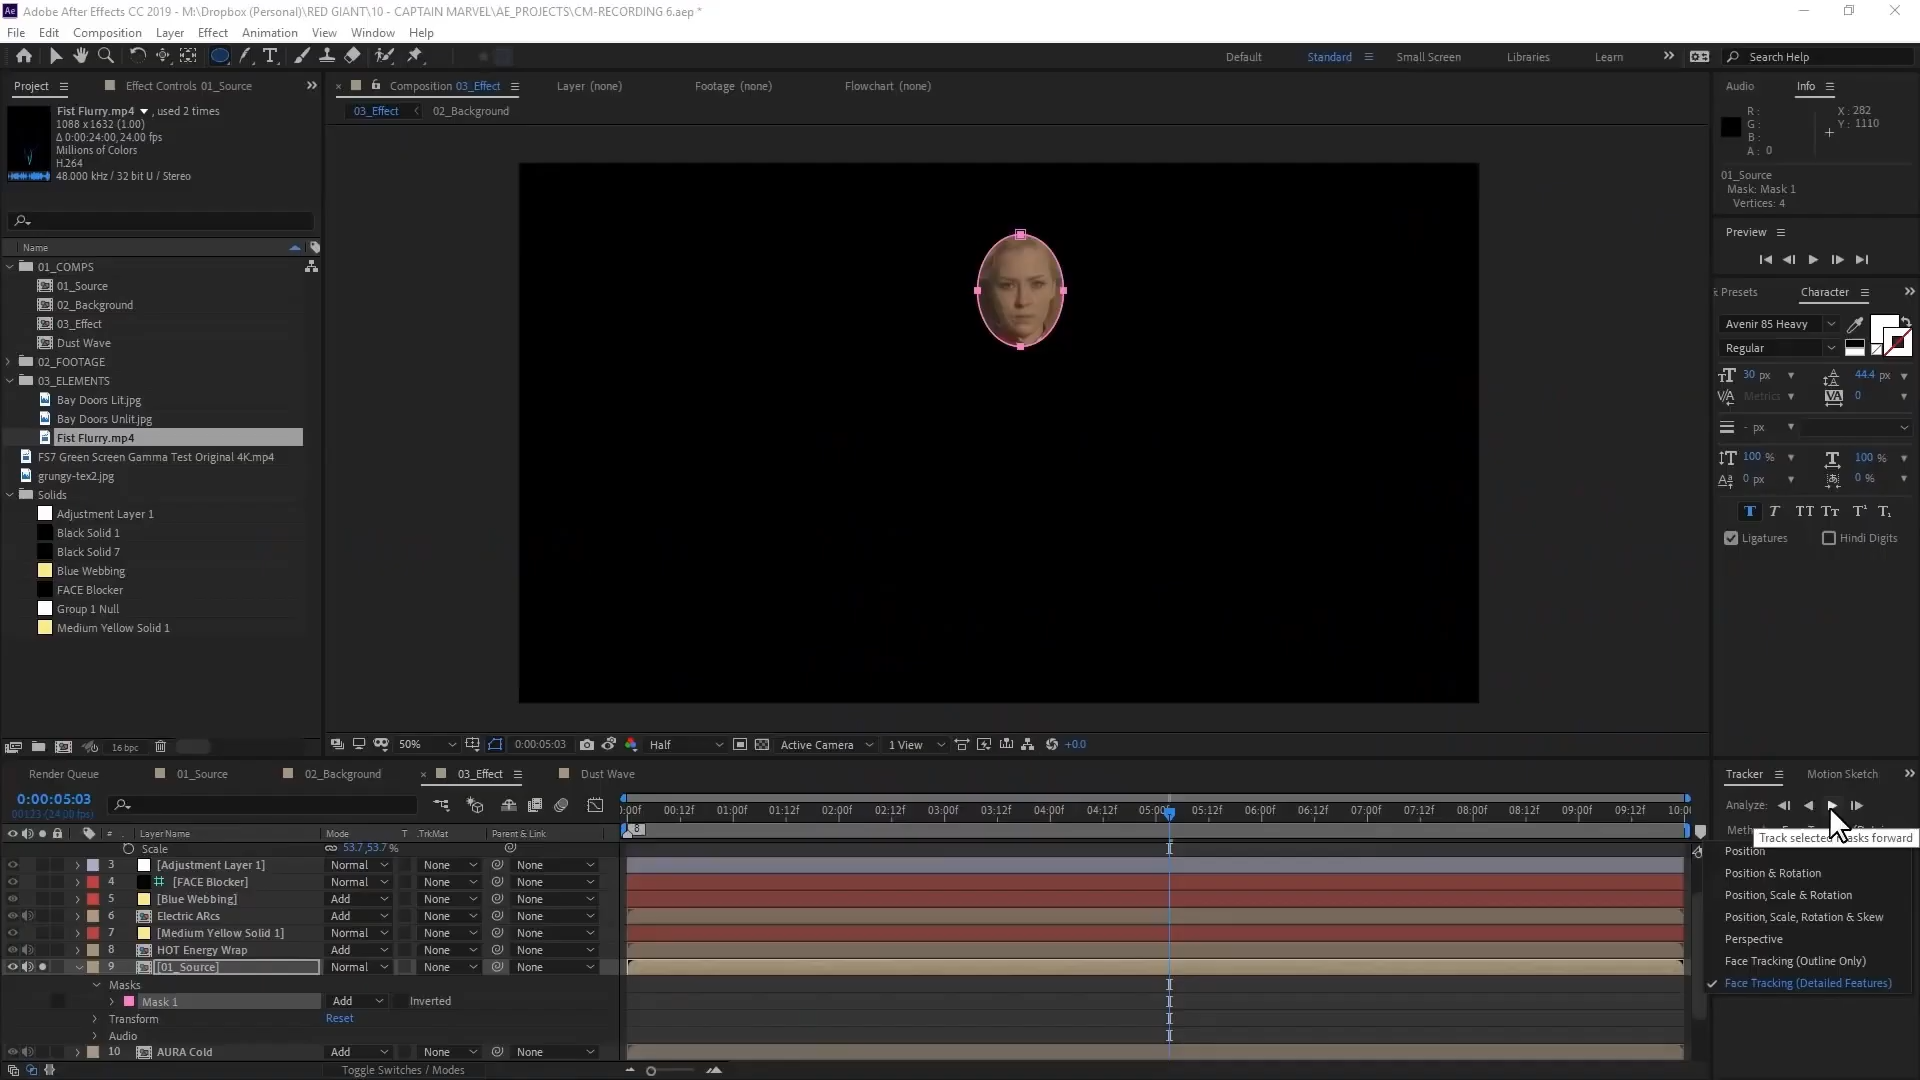 Ae Adobe After Effects CC 2019 - M:\Dropbox (Personal)\RED GIANT\10 - CAPTAIN MARVEL\AE_PROJECTS\CM-RECORDING 6.aep *
File Edit Composition Layer Effect Animation View Window Help
Default Standard Small Screen Libraries Learn Search Help
Project Effect Controls 01_Source
Composition 03_Effect Layer (none) Footage (none) Flowchart (none)
Audio Info
03_Effect 02_Background
Fist Flurry.mp4 , used 2 times
1088 x 1632 (1.00)
Δ 0:00:24:00, 24.00 fps
Millions of Colors
H.264
48.000 kHz / 32 bit U / Stereo
R :
G :
B :
A : 0
X : 282
Y : 1110
01_Source
Mask: Mask 1
Vertices: 4
Preview
Name
01_COMPS
01_Source
02_Background
03_Effect
Dust Wave
02_FOOTAGE
03_ELEMENTS
Bay Doors Lit.jpg
Bay Doors Unlit.jpg
Fist Flurry.mp4
FS7 Green Screen Gamma Test Original 4K.mp4
grungy-tex2.jpg
Solids
Adjustment Layer 1
Black Solid 1
Black Solid 7
Blue Webbing
FACE Blocker
Group 1 Null
Medium Yellow Solid 1
Presets Character
Avenir 85 Heavy
Regular
30 px 44.4 px
Metrics 0
- px
100 % 100 %
0 px 0 %
T T TT Tт T¹ T₁
Ligatures Hindi Digits
16 bpc
50% 0:00:05:03 Half Active Camera 1 View +0.0
Render Queue 01_Source 02_Background 03_Effect Dust Wave
0:00:05:03
00123 (24.00 fps)
:00f 00:12f 01:00f 01:12f 02:00f 02:12f 03:00f 03:12f 04:00f 04:12f 05:00f 05:12f 06:00f 06:12f 07:00f 07:12f 08:00f 08:12f 09:00f 09:12f 10:00
8
# Layer Name Mode T .TrkMat Parent & Link
Scale 53.7,53.7 %
3 [Adjustment Layer 1] Normal None None
4 [FACE Blocker] Normal None None
5 [Blue Webbing] Add None None
6 Electric ARcs Normal None None
7 [Medium Yellow Solid 1] Normal None None
8 HOT Energy Wrap Add None None
9 [01_Source] Normal None None
Masks
Mask 1 Add Inverted
Transform Reset
Audio
10 AURA Cold Add None None
Toggle Switches / Modes
Tracker Motion Sketch
Analyze:
Track selected masks forward
Position
Position & Rotation
Position, Scale & Rotation
Position, Scale, Rotation & Skew
Perspective
Face Tracking (Outline Only)
Face Tracking (Detailed Features)